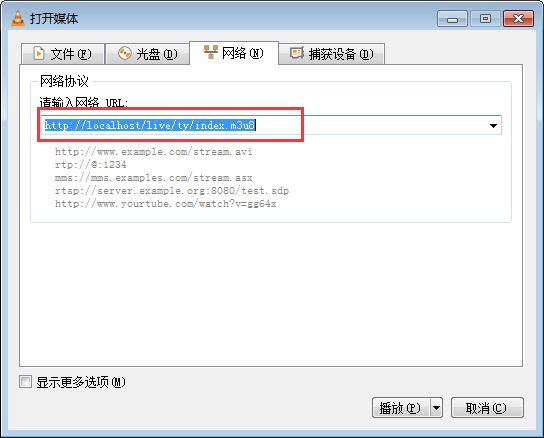 打开媒体
文件(F) 光盘(D) 网络(N) 捕获设备(D)
网络协议
请输入网络 URL:
http://localhost/live/ty/index.m3u8
http://www.example.com/stream.avi
rtp://@:1234
mms://mms.examples.com/stream.asx
rtsp://server.example.org:8080/test.sdp
http://www.yourtube.com/watch?v=gg64x
显示更多选项(M)
播放(P) 取消(C)